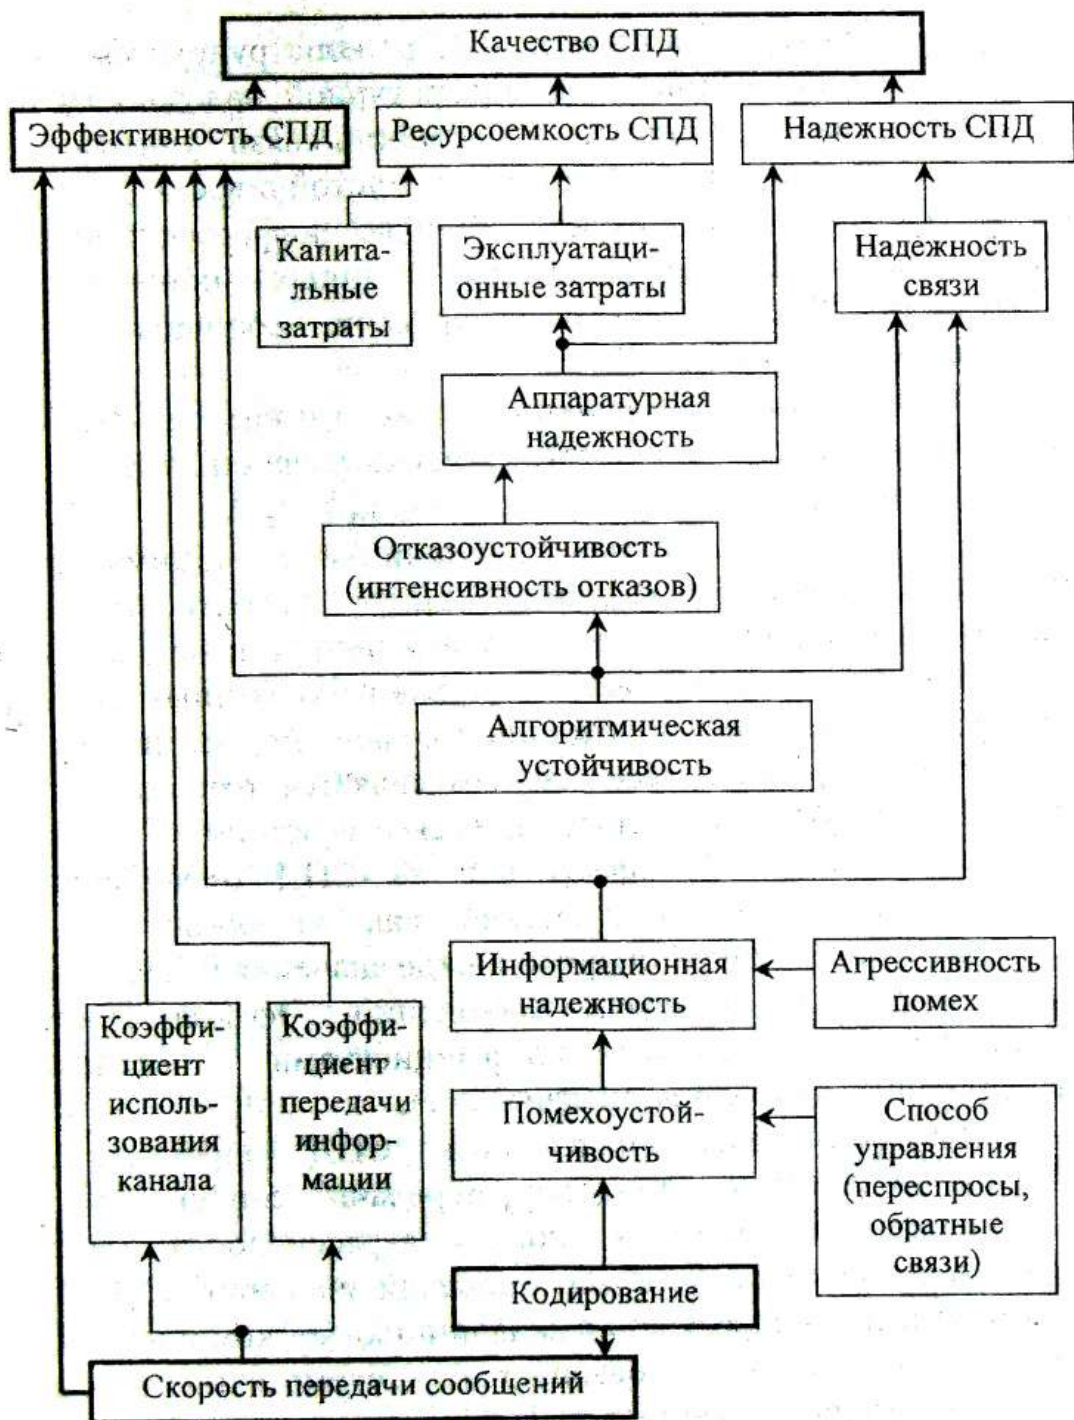 Качество СПД
Эффективность СПД
Ресурсоемкость СПД
Надежность СПД
Капита-
льные
затраты
Эксплуатаци-
онные затраты
Надежность
связи
Аппаратурная
надежность
Отказоустойчивость
(интенсивность отказов)
Алгоритмическая
устойчивость
Информационная
надежность
Агрессивность
помех
Коэффи-
циент
исполь-
зования
канала
Коэффи-
циент
передачи
инфор-
мации
Помехоустой-
чивость
Способ
управления
(переспросы,
обратные
связи)
Кодирование
Скорость передачи сообщений